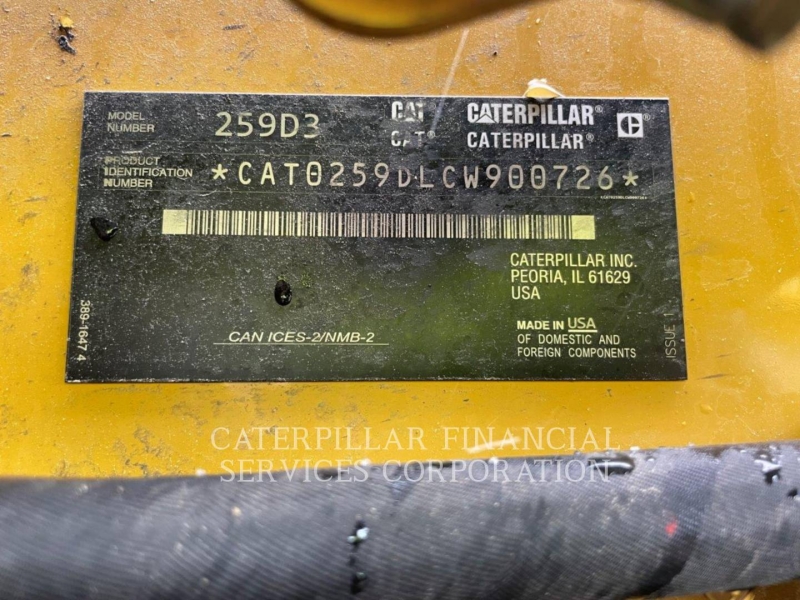 MODEL NUMBER 259D3 CAT CATERPILLAR®
CAT® CATERPILLAR® C
PRODUCT IDENTIFICATION NUMBER *CAT0259DLCW900726*
CATERPILLAR INC.
PEORIA, IL 61629
USA
389-1647 4
CAN ICES-2/NMB-2
MADE IN USA
OF DOMESTIC AND
FOREIGN COMPONENTS
ISSUE 1
CATERPILLAR FINANCIAL
SERVICES CORPORATION